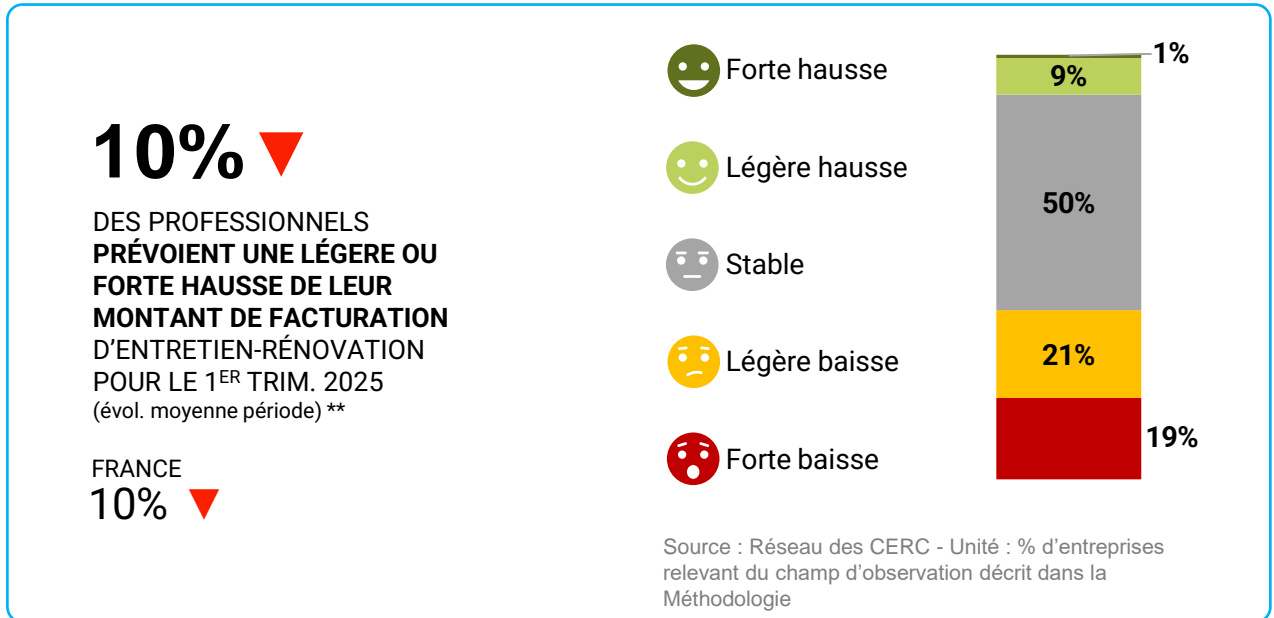 10%
DES PROFESSIONNELS
PRÉVOIENT UNE LÉGERE OU
FORTE HAUSSE DE LEUR
MONTANT DE FACTURATION
D'ENTRETIEN-RÉNOVATION
POUR LE 1ER TRIM. 2025
(évol. moyenne période) **
FRANCE
10%
Forte hausse
Légère hausse
Stable
Légère baisse
Forte baisse
1%
9%
50%
21%
19%
Source : Réseau des CERC - Unité : % d'entreprises
relevant du champ d'observation décrit dans la
Méthodologie